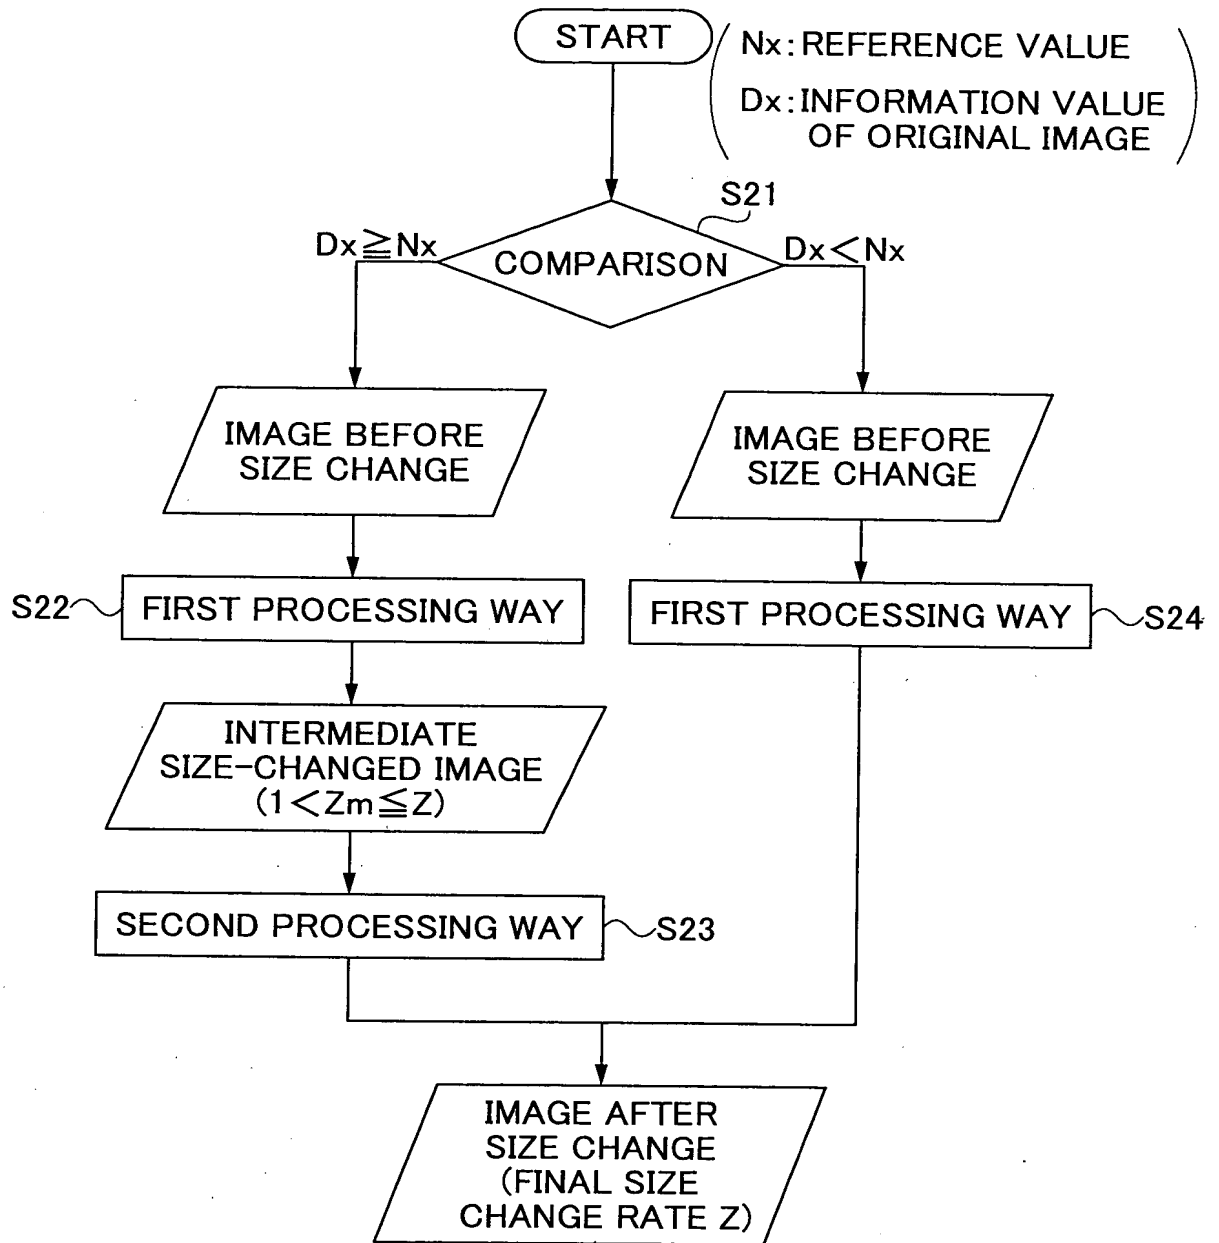 START
Nx:REFERENCE VALUE
Dx:INFORMATION VALUE
OF ORIGINAL IMAGE
S21
Dx≧Nx
COMPARISON
Dx<Nx
IMAGE BEFORE
SIZE CHANGE
IMAGE BEFORE
SIZE CHANGE
S22
FIRST PROCESSING WAY
FIRST PROCESSING WAY
S24
INTERMEDIATE
SIZE-CHANGED IMAGE
(1<Zm≦Z)
SECOND PROCESSING WAY
S23
IMAGE AFTER
SIZE CHANGE
(FINAL SIZE
CHANGE RATE Z)